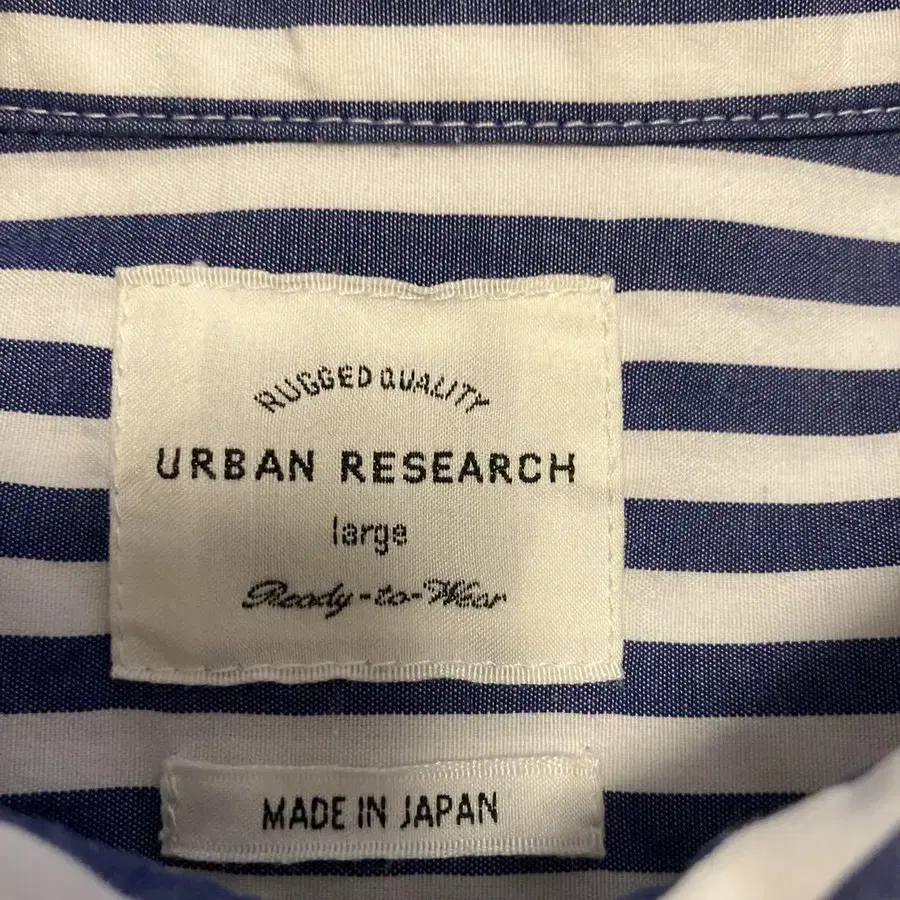 RUGGED QUALITY
URBAN RESEARCH
large
Ready-to-Wear
MADE IN JAPAN